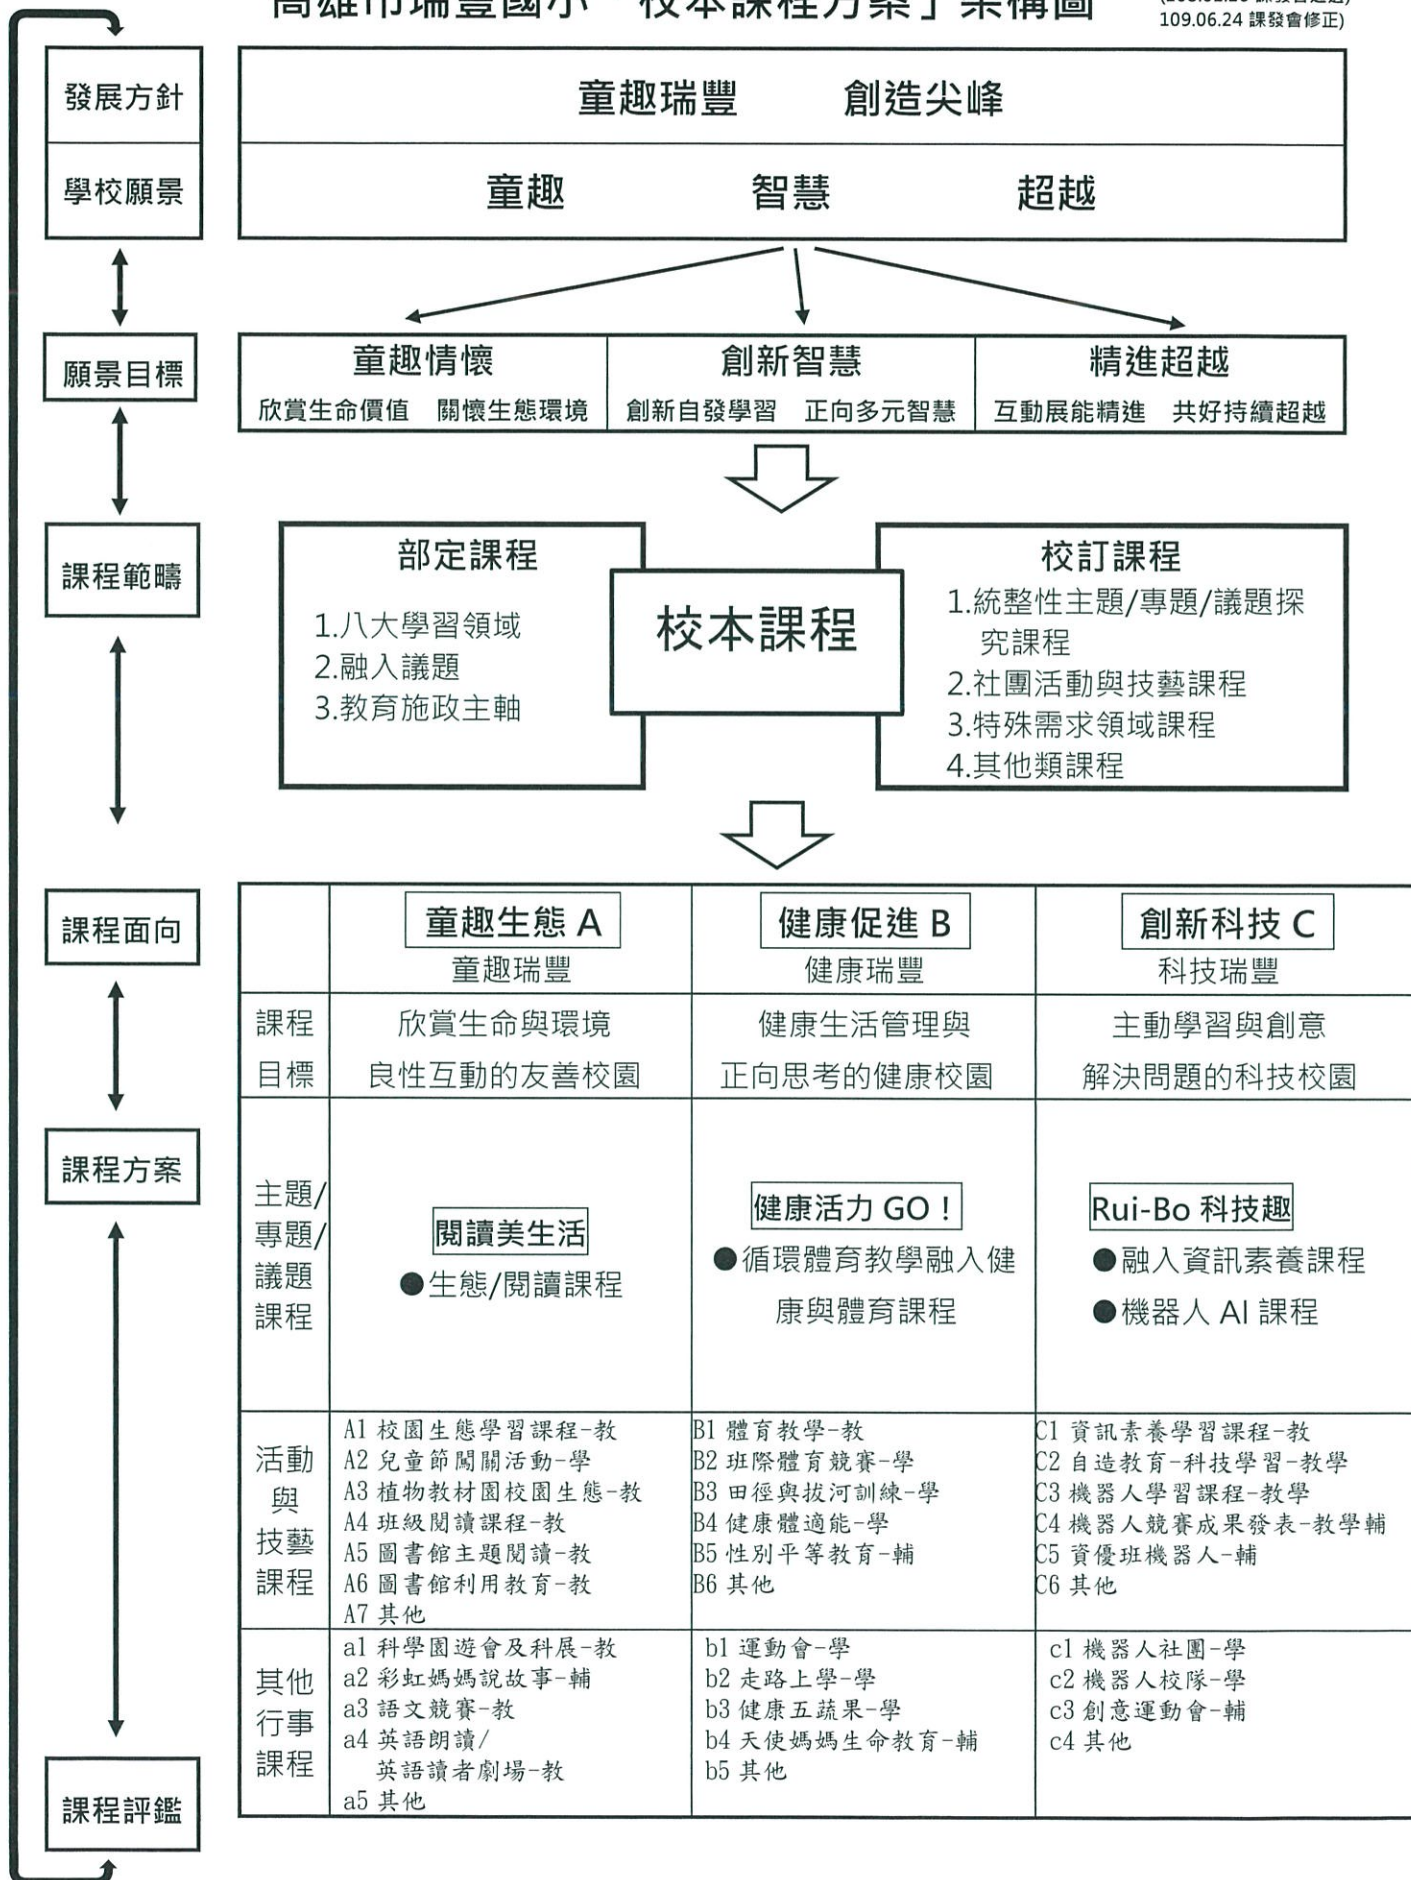 高雄市瑞豐國小「校本課程方案」架構圖
109.06.24 課發會修正)
發展方針
童趣瑞豐 創造尖峰
學校願景
童趣 智慧 超越
願景目標
童趣情懷 創新智慧 精進超越
欣賞生命價值 關懷生態環境 創新自發學習 正向多元智慧 互動展能精進 共好持續超越
課程範疇
部定課程
1.八大學習領域
2.融入議題
3.教育施政主軸
校本課程
校訂課程
1.統整性主題/專題/議題探
究課程
2.社團活動與技藝課程
3.特殊需求領域課程
4.其他類課程
課程面向
童趣生態 A 健康促進 B 創新科技 C
童趣瑞豐 健康瑞豐 科技瑞豐
課程 欣賞生命與環境 健康生活管理與 主動學習與創意
目標 良性互動的友善校園 正向思考的健康校園 解決問題的科技校園
課程方案
主題/
專題/
議題
課程
閱讀美生活
●生態/閱讀課程
健康活力 GO！
●循環體育教學融入健
康與體育課程
Rui-Bo 科技趣
●融入資訊素養課程
●機器人 AI 課程
活動
與
技藝
課程
A1 校園生態學習課程-教
A2 兒童節闖關活動-學
A3 植物教材園校園生態-教
A4 班級閱讀課程-教
A5 圖書館主題閱讀-教
A6 圖書館利用教育-教
A7 其他
B1 體育教學-教
B2 班際體育競賽-學
B3 田徑與拔河訓練-學
B4 健康體適能-學
B5 性別平等教育-輔
B6 其他
C1 資訊素養學習課程-教
C2 自造教育-科技學習-教學
C3 機器人學習課程-教學
C4 機器人競賽成果發表-教學輔
C5 資優班機器人-輔
C6 其他
其他
行事
課程
a1 科學園遊會及科展-教
a2 彩虹媽媽說故事-輔
a3 語文競賽-教
a4 英語朗讀/
英語讀者劇場-教
a5 其他
b1 運動會-學
b2 走路上學-學
b3 健康五蔬果-學
b4 天使媽媽生命教育-輔
b5 其他
c1 機器人社團-學
c2 機器人校隊-學
c3 創意運動會-輔
c4 其他
課程評鑑